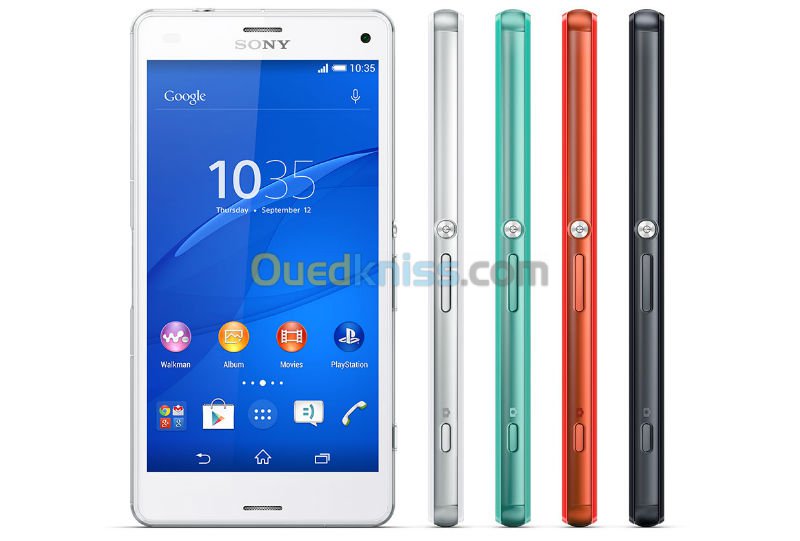 SONY
10:35
Google
1035
Thursday • September 12
Ouedkniss.com
Walkman
Album
Movies
PlayStation